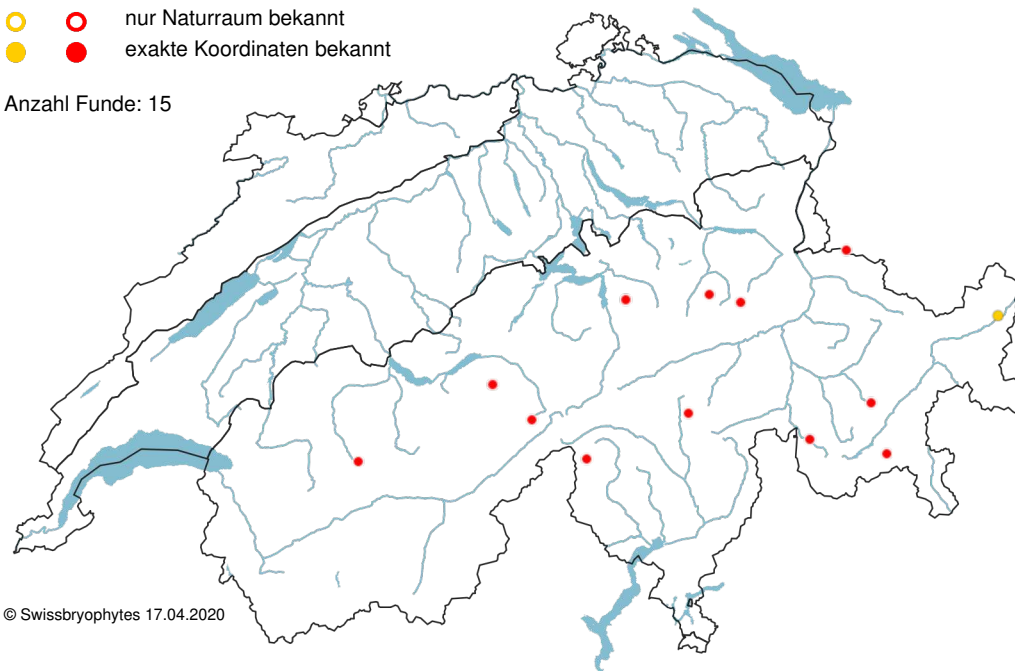 nur Naturraum bekannt
exakte Koordinaten bekannt
Anzahl Funde: 15
© Swissbryophytes 17.04.2020